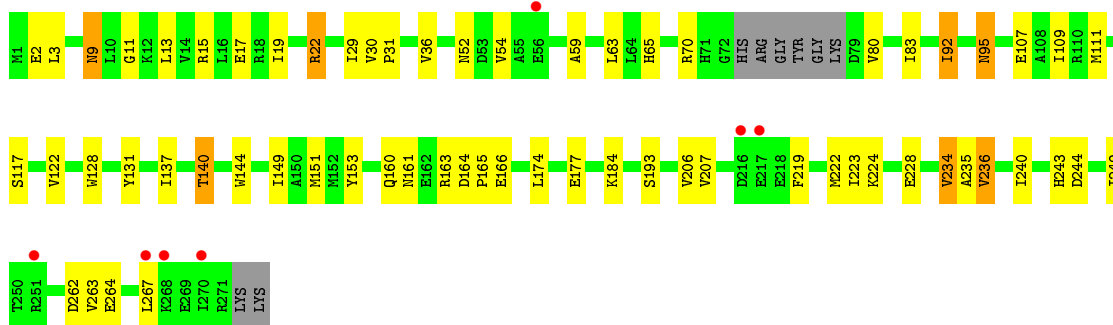 M1 E2 L3 N9 L10 G11 K12 L13 V14 R15 L16 E17 R18 I19 R22 I29 V30 P31 V36 N52 D53 V54 A55 E56 A59 L63 L64 H65 R70 H71 G72 HIS ARG GLY TYR GLY LYS D79 V80 I83 I92 N95 E107 A108 I109 R110 M111
S117 V122 W128 Y131 I137 T140 W144 I149 A150 M151 M152 Y153 Q160 N161 E162 R163 D164 P165 E166 L174 E177 K184 S193 V206 V207 D216 E217 E218 F219 M222 I223 K224 E228 V234 A235 V236 I240 H243 D244
T250 R251 D262 V263 E264 L267 K268 E269 I270 R271 LYS LYS